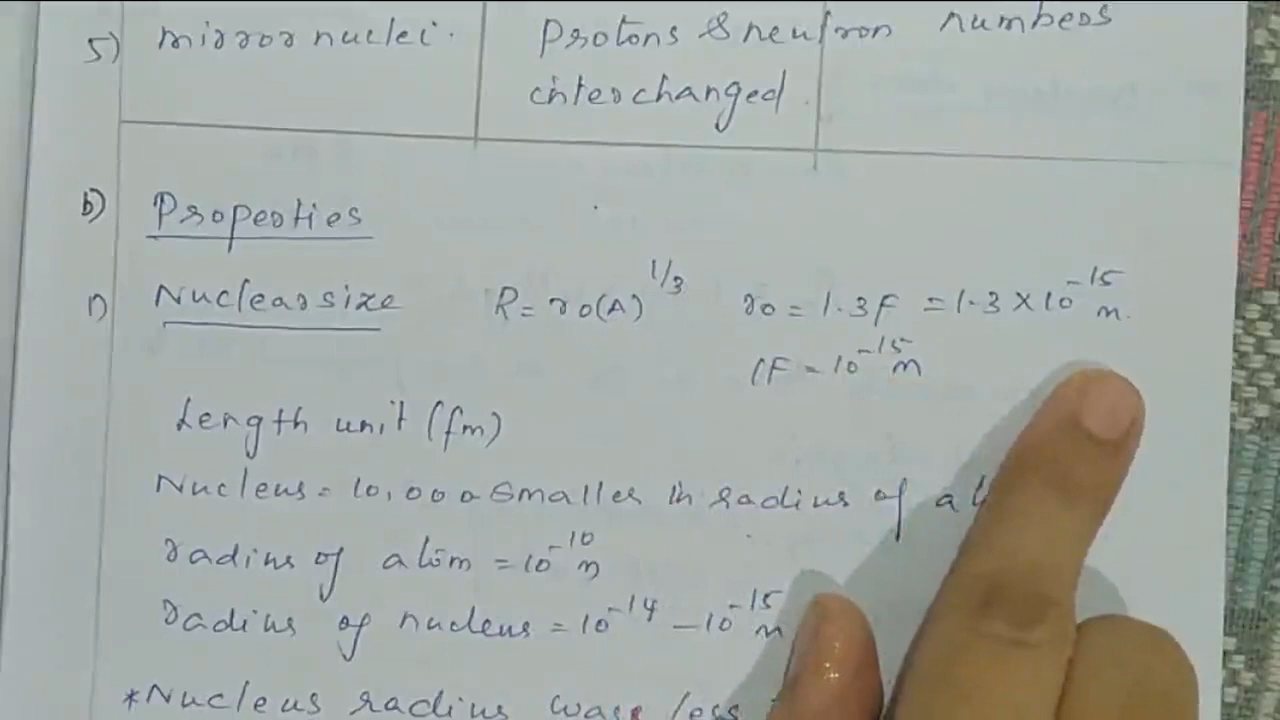 5) mirror nuclei. Protons & neutron numbers
interchanged.
b) Properties
1) Nuclear size R = r0(A)^1/3 r0 = 1.3F = 1.3 × 10^-15 m.
1F = 10^-15 m
Length unit (fm)
Nucleus = 10,000 Smaller in radius of
radius of atom = 10^-10 m
radius of nucleus = 10^-14 – 10^-15 m
*Nucleus radius was less